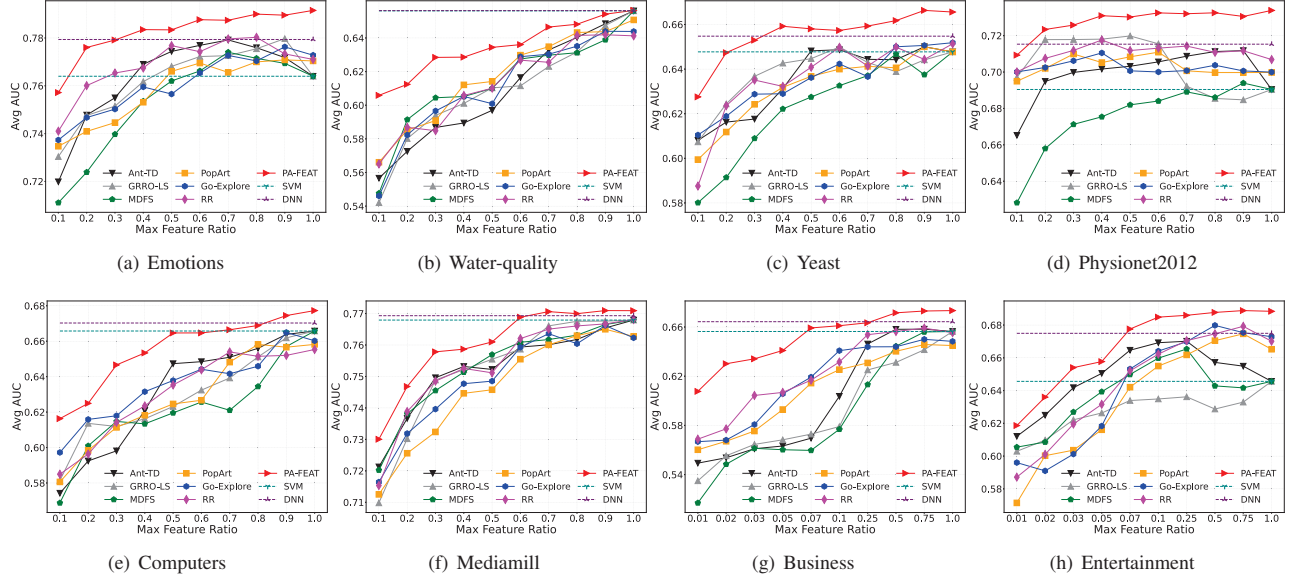 Avg AUC
0.78
0.76
0.74
0.72
Ant-TD PopArt PA-FEAT
GRRO-LS Go-Explore SVM
MDFS RR DNN
0.1 0.2 0.3 0.4 0.5 0.6 0.7 0.8 0.9 1.0
Max Feature Ratio
(a) Emotions
Avg AUC
0.64
0.62
0.60
0.58
0.56
0.54
Ant-TD PopArt PA-FEAT
GRRO-LS Go-Explore SVM
MDFS RR DNN
0.1 0.2 0.3 0.4 0.5 0.6 0.7 0.8 0.9 1.0
Max Feature Ratio
(b) Water-quality
Avg AUC
0.66
0.64
0.62
0.60
0.58
Ant-TD PopArt PA-FEAT
GRRO-LS Go-Explore SVM
MDFS RR DNN
0.1 0.2 0.3 0.4 0.5 0.6 0.7 0.8 0.9 1.0
Max Feature Ratio
(c) Yeast
Avg AUC
0.72
0.70
0.68
0.66
0.64
Ant-TD PopArt PA-FEAT
GRRO-LS Go-Explore SVM
MDFS RR DNN
0.1 0.2 0.3 0.4 0.5 0.6 0.7 0.8 0.9 1.0
Max Feature Ratio
(d) Physionet2012
Avg AUC
0.68
0.66
0.64
0.62
0.60
0.58
Ant-TD PopArt PA-FEAT
GRRO-LS Go-Explore SVM
MDFS RR DNN
0.1 0.2 0.3 0.4 0.5 0.6 0.7 0.8 0.9 1.0
Max Feature Ratio
(e) Computers
Avg AUC
0.77
0.76
0.75
0.74
0.73
0.72
0.71
Ant-TD PopArt PA-FEAT
GRRO-LS Go-Explore SVM
MDFS RR DNN
0.1 0.2 0.3 0.4 0.5 0.6 0.7 0.8 0.9 1.0
Max Feature Ratio
(f) Mediamill
Avg AUC
0.66
0.62
0.58
0.54
Ant-TD PopArt PA-FEAT
GRRO-LS Go-Explore SVM
MDFS RR DNN
0.01 0.02 0.03 0.05 0.07 0.1 0.25 0.5 0.75 1.0
Max Feature Ratio
(g) Business
Avg AUC
0.68
0.66
0.64
0.62
0.60
0.58
Ant-TD PopArt PA-FEAT
GRRO-LS Go-Explore SVM
MDFS RR DNN
0.01 0.02 0.03 0.05 0.07 0.1 0.25 0.5 0.75 1.0
Max Feature Ratio
(h) Entertainment